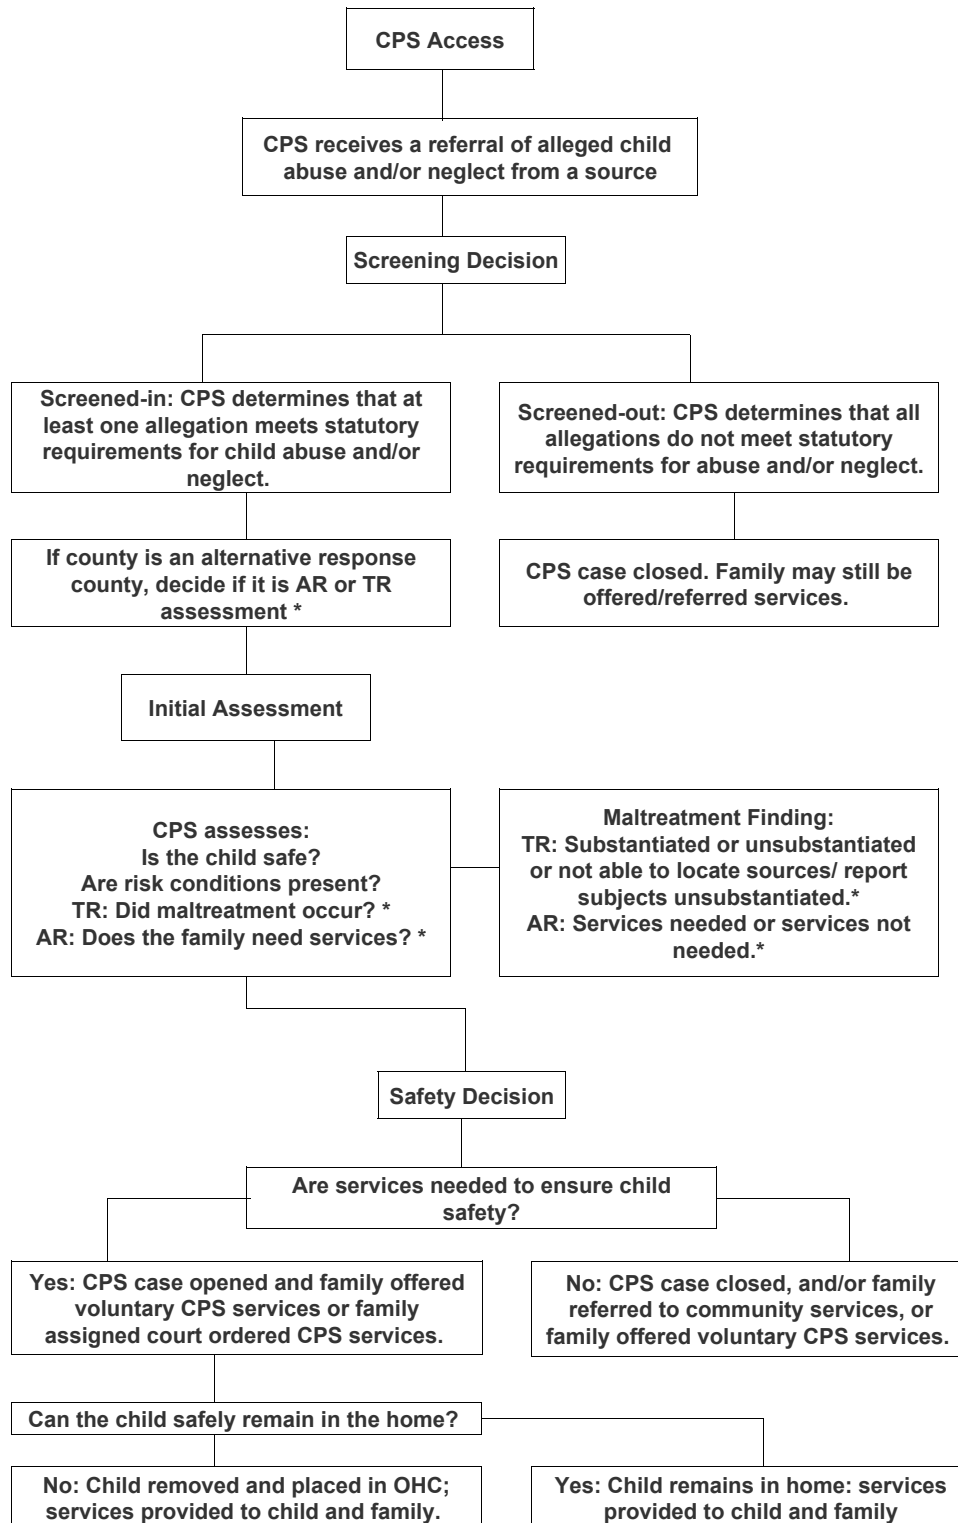 CPS Access
CPS receives a referral of alleged child
abuse and/or neglect from a source
Screening Decision
Screened-in: CPS determines that at
least one allegation meets statutory
requirements for child abuse and/or
neglect.
Screened-out: CPS determines that all
allegations do not meet statutory
requirements for abuse and/or neglect.
If county is an alternative response
county, decide if it is AR or TR
assessment *
CPS case closed. Family may still be
offered/referred services.
Initial Assessment
CPS assesses:
Is the child safe?
Are risk conditions present?
TR: Did maltreatment occur? *
AR: Does the family need services? *
Maltreatment Finding:
TR: Substantiated or unsubstantiated
or not able to locate sources/ report
subjects unsubstantiated.*
AR: Services needed or services not
needed.*
Safety Decision
Are services needed to ensure child
safety?
Yes: CPS case opened and family offered
voluntary CPS services or family
assigned court ordered CPS services.
No: CPS case closed, and/or family
referred to community services, or
family offered voluntary CPS services.
Can the child safely remain in the home?
No: Child removed and placed in OHC;
services provided to child and family.
Yes: Child remains in home: services
provided to child and family